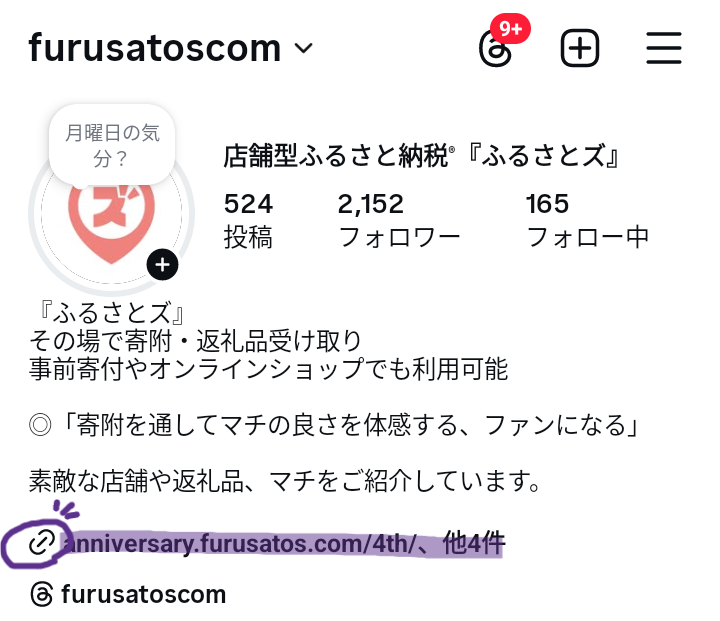 furusatoscom
9+
月曜日の気
分？
ズ
店舗型ふるさと納税®『ふるさとズ』
524 2,152 165
投稿 フォロワー フォロー中
『ふるさとズ』
その場で寄附・返礼品受け取り
事前寄付やオンラインショップでも利用可能
◎「寄附を通してマチの良さを体感する、ファンになる」
素敵な店舗や返礼品、マチをご紹介しています。
anniversary.furusatos.com/4th/、他4件
furusatoscom